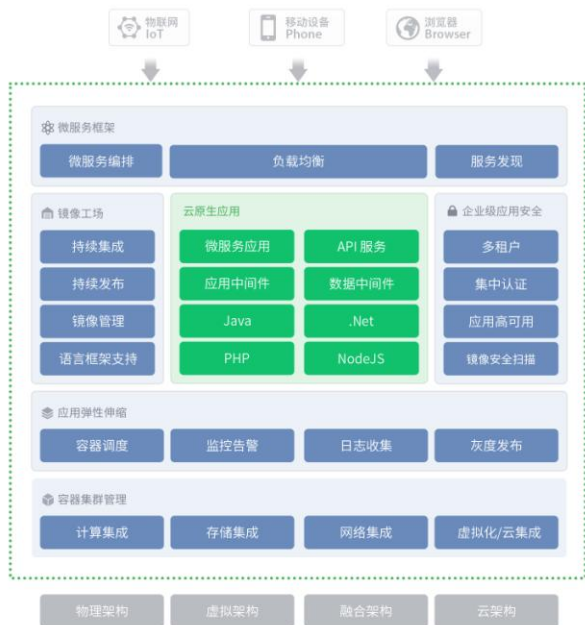 物联网
IoT
移动设备
Phone
浏览器
Browser
微服务框架
微服务编排
负载均衡
服务发现
镜像工场
持续集成
持续发布
镜像管理
语言框架支持
云原生应用
微服务应用
API 服务
应用中间件
数据中间件
Java
.Net
PHP
NodeJS
企业级应用安全
多租户
集中认证
应用高可用
镜像安全扫描
应用弹性伸缩
容器调度
监控告警
日志收集
灰度发布
容器集群管理
计算集成
存储集成
网络集成
虚拟化/云集成
物理架构
虚拟架构
融合架构
云架构